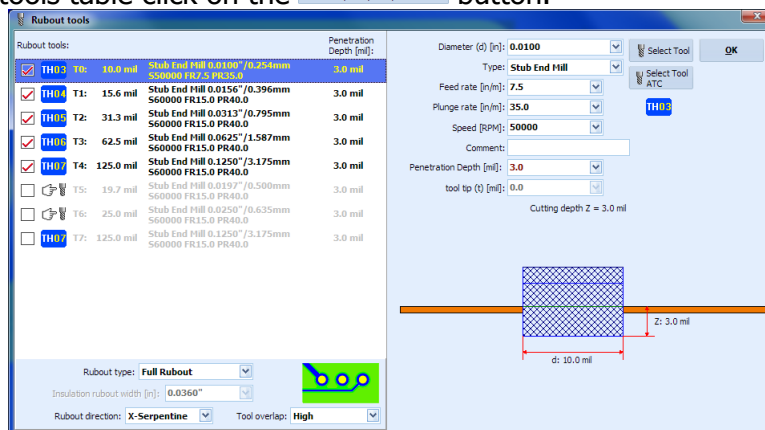 tools table click on the button.
Rubout tools
Rubout tools:
Penetration
Depth [mil]:
TH03 T0: 10.0 mil Stub End Mill 0.0100"/0.254mm
S50000 FR7.5 PR35.0
3.0 mil
TH04 T1: 15.6 mil Stub End Mill 0.0156"/0.396mm
S60000 FR15.0 PR40.0
3.0 mil
TH05 T2: 31.3 mil Stub End Mill 0.0313"/0.795mm
S60000 FR15.0 PR40.0
3.0 mil
TH06 T3: 62.5 mil Stub End Mill 0.0625"/1.587mm
S60000 FR15.0 PR40.0
3.0 mil
TH07 T4: 125.0 mil Stub End Mill 0.1250"/3.175mm
S60000 FR15.0 PR40.0
3.0 mil
T5: 19.7 mil Stub End Mill 0.0197"/0.500mm
S60000 FR15.0 PR40.0
3.0 mil
T6: 25.0 mil Stub End Mill 0.0250"/0.635mm
S60000 FR15.0 PR40.0
3.0 mil
TH07 T7: 125.0 mil Stub End Mill 0.1250"/3.175mm
S60000 FR15.0 PR40.0
3.0 mil
Rubout type: Full Rubout
Insulation rubout width [in]: 0.0360"
Rubout direction: X-Serpentine Tool overlap: High
Diameter (d) [in]: 0.0100
Type: Stub End Mill
Feed rate [in/m]: 7.5
Plunge rate [in/m]: 35.0
Speed [RPM]: 50000
Comment:
Penetration Depth [mil]: 3.0
tool tip (t) [mil]: 0.0
Cutting depth Z = 3.0 mil
Select Tool
Select Tool
ATC
TH03
OK
Z: 3.0 mil
d: 10.0 mil